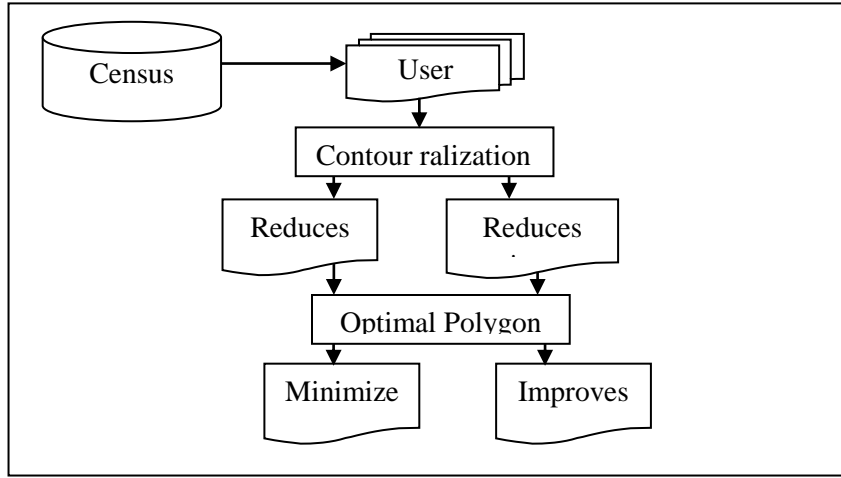 Census
User
Contour ralization
Reduces
Reduces
Optimal Polygon
Minimize
Improves